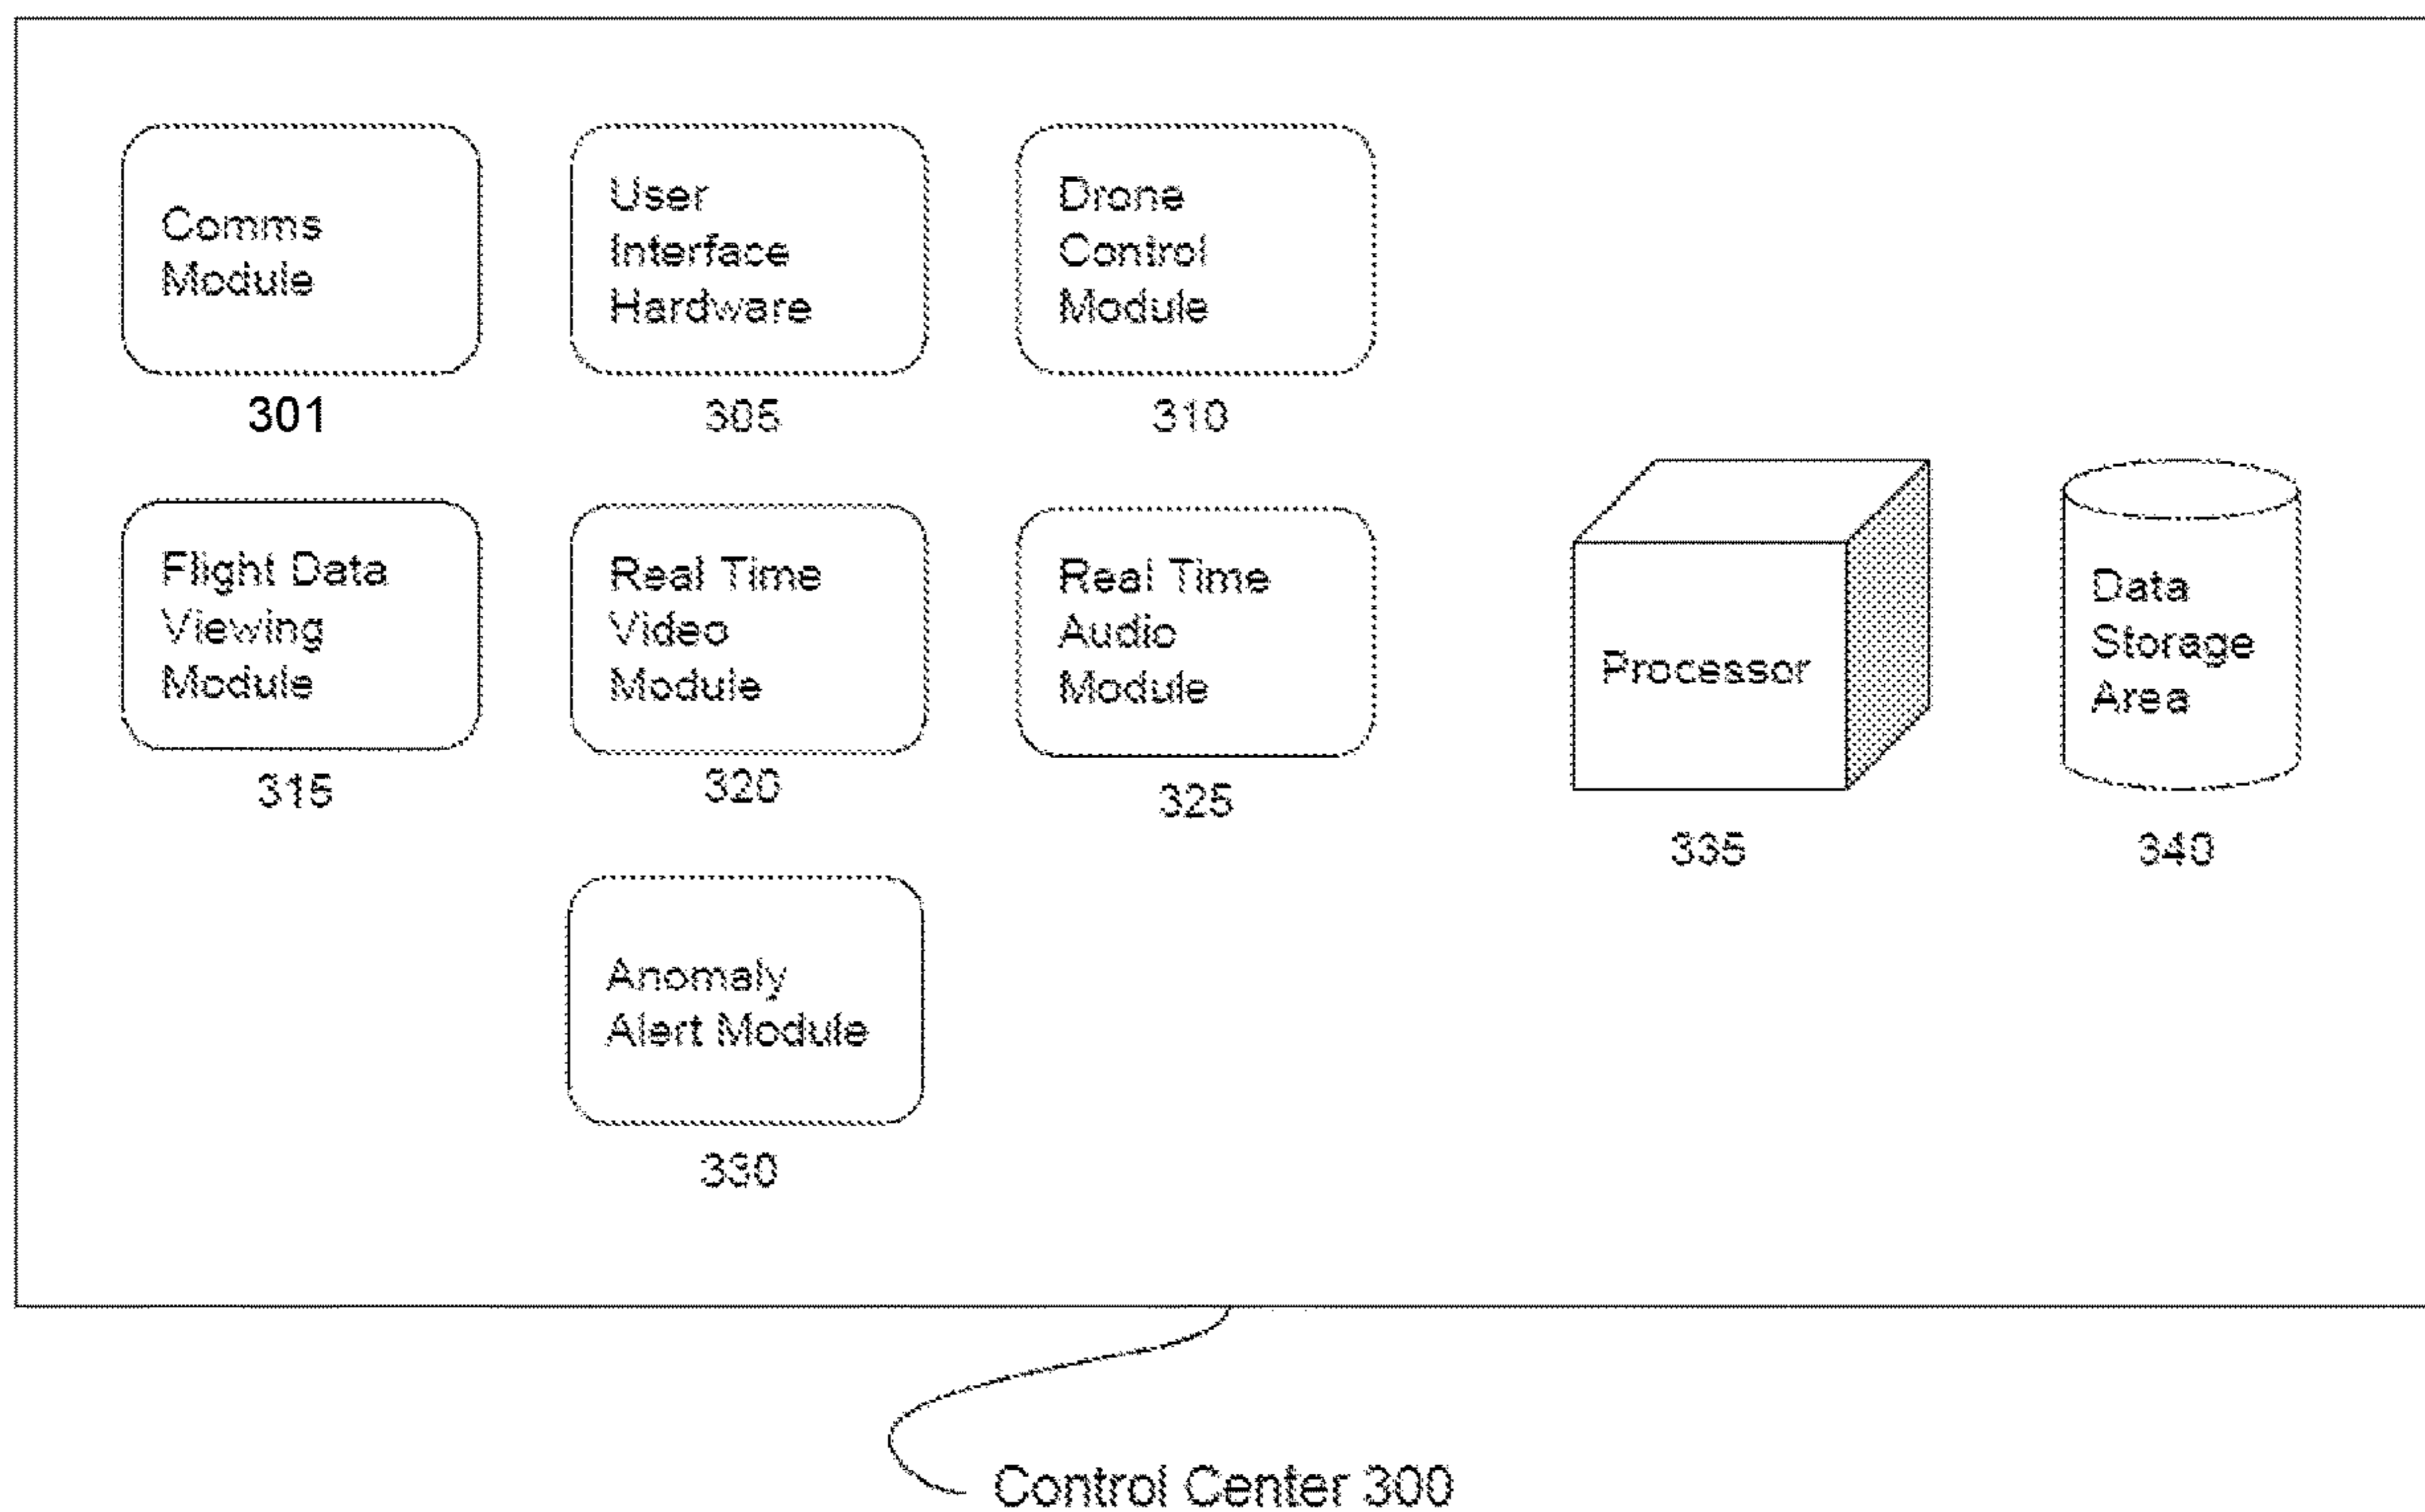 Comms
Module
301
User
Interface
Hardware
305
Drone
Control
Module
310
Flight Data
Viewing
Module
315
Real Time
Video
Module
320
Real Time
Audio
Module
325
Processor
335
Data
Storage
Area
340
Anomaly
Alert Module
330
Control Center 300